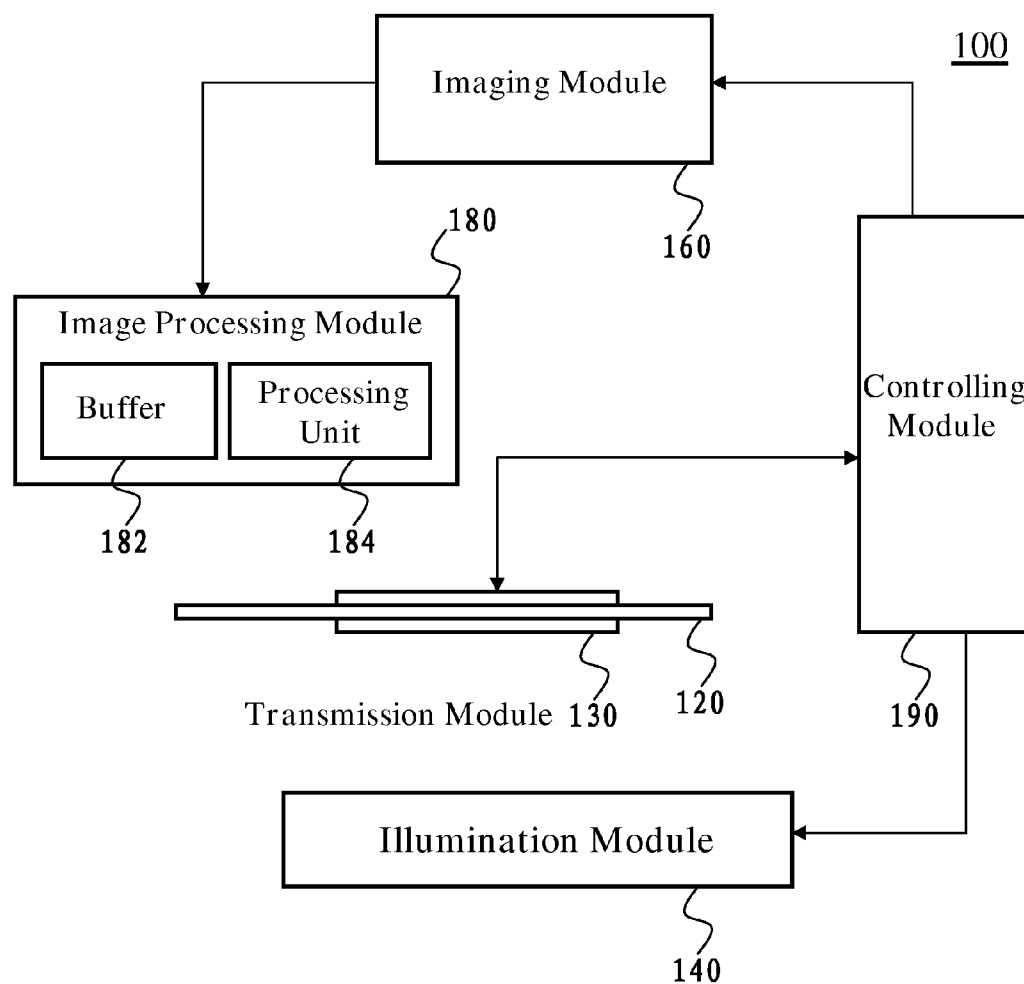 100
Imaging Module
160
180
Image Processing Module
Buffer
Processing
Unit
182
184
Controlling
Module
190
120
Transmission Module 130
Illumination Module
140